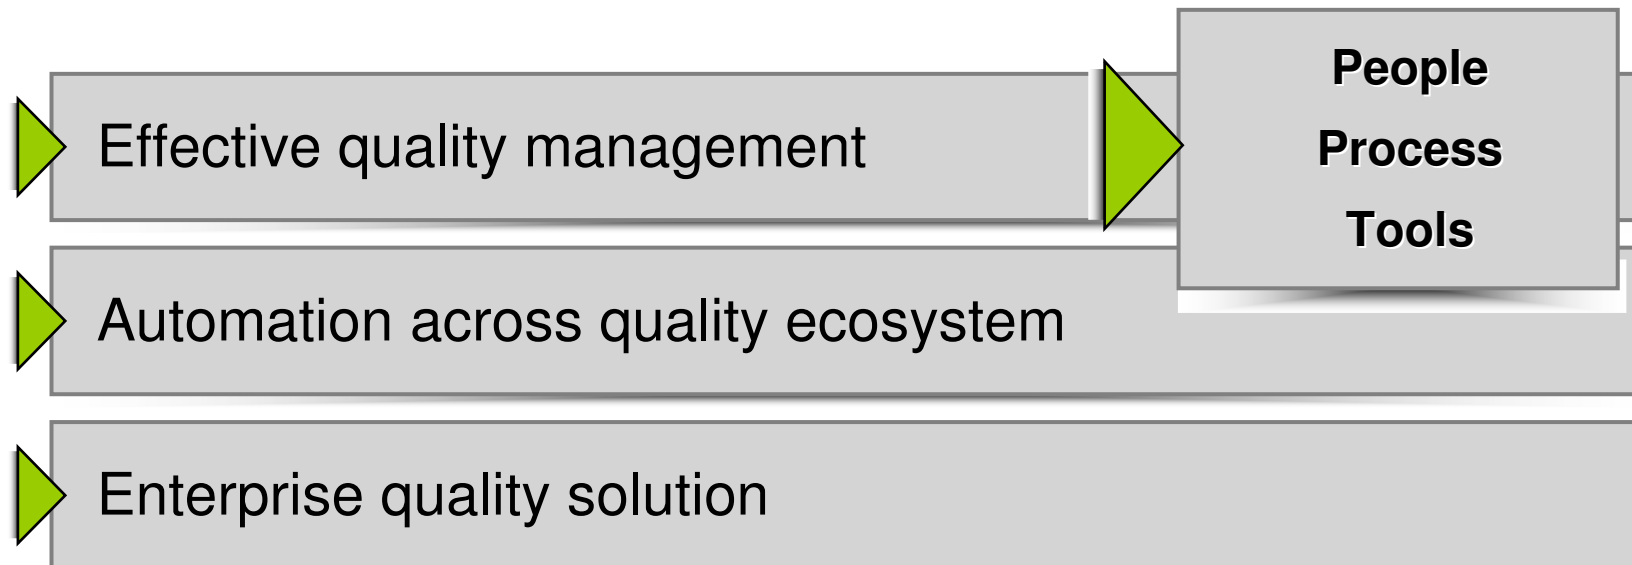 Effective quality management
People
Process
Tools
Automation across quality ecosystem
Enterprise quality solution